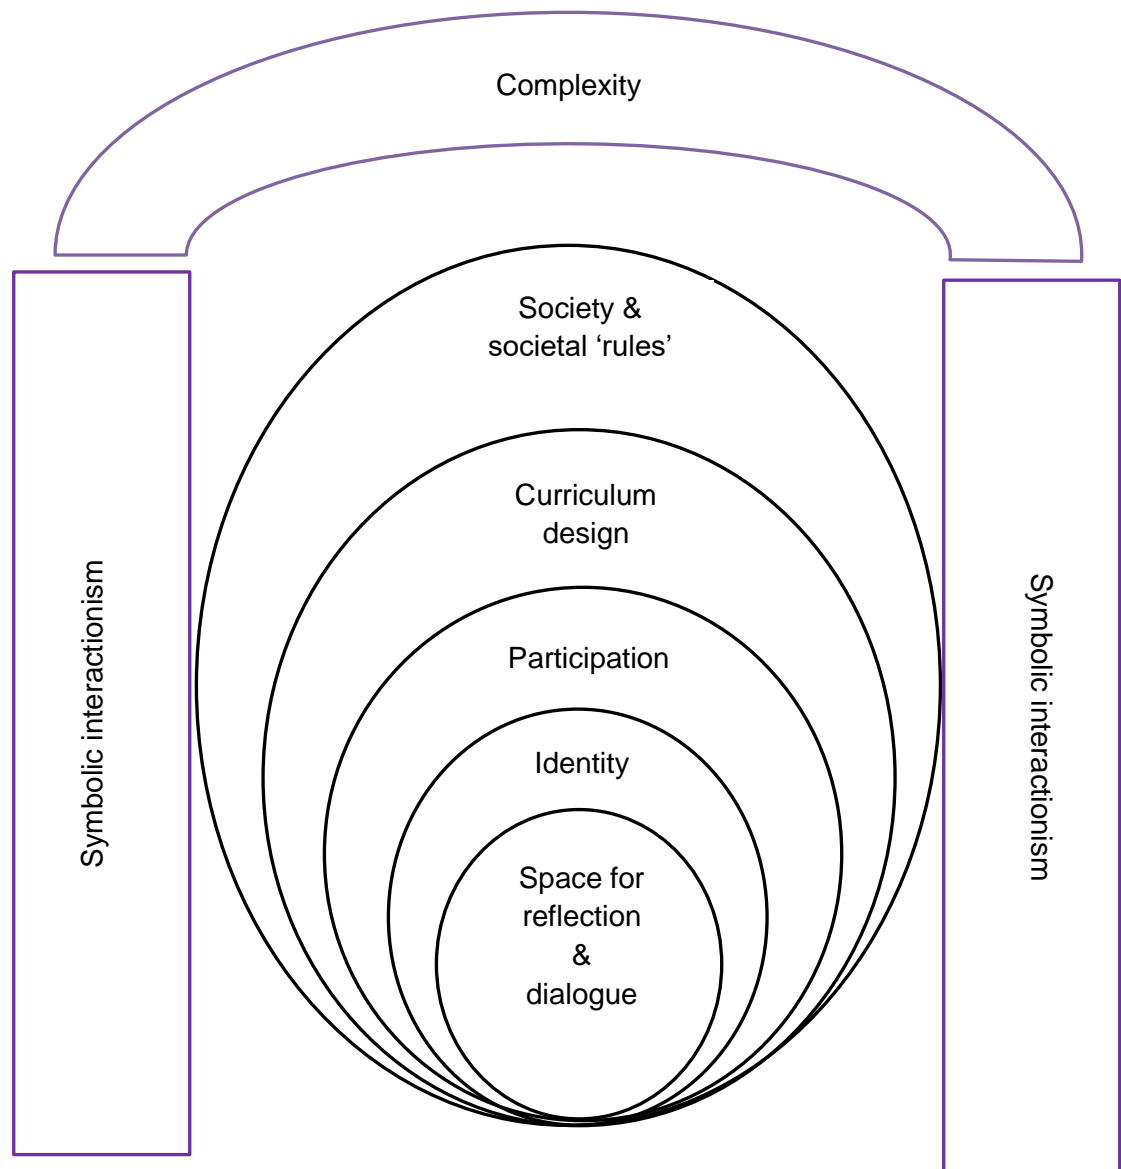 Complexity
Society &
societal ‘rules’
Curriculum
design
Participation
Identity
Space for
reflection
&
dialogue
Symbolic interactionism
Symbolic interactionism